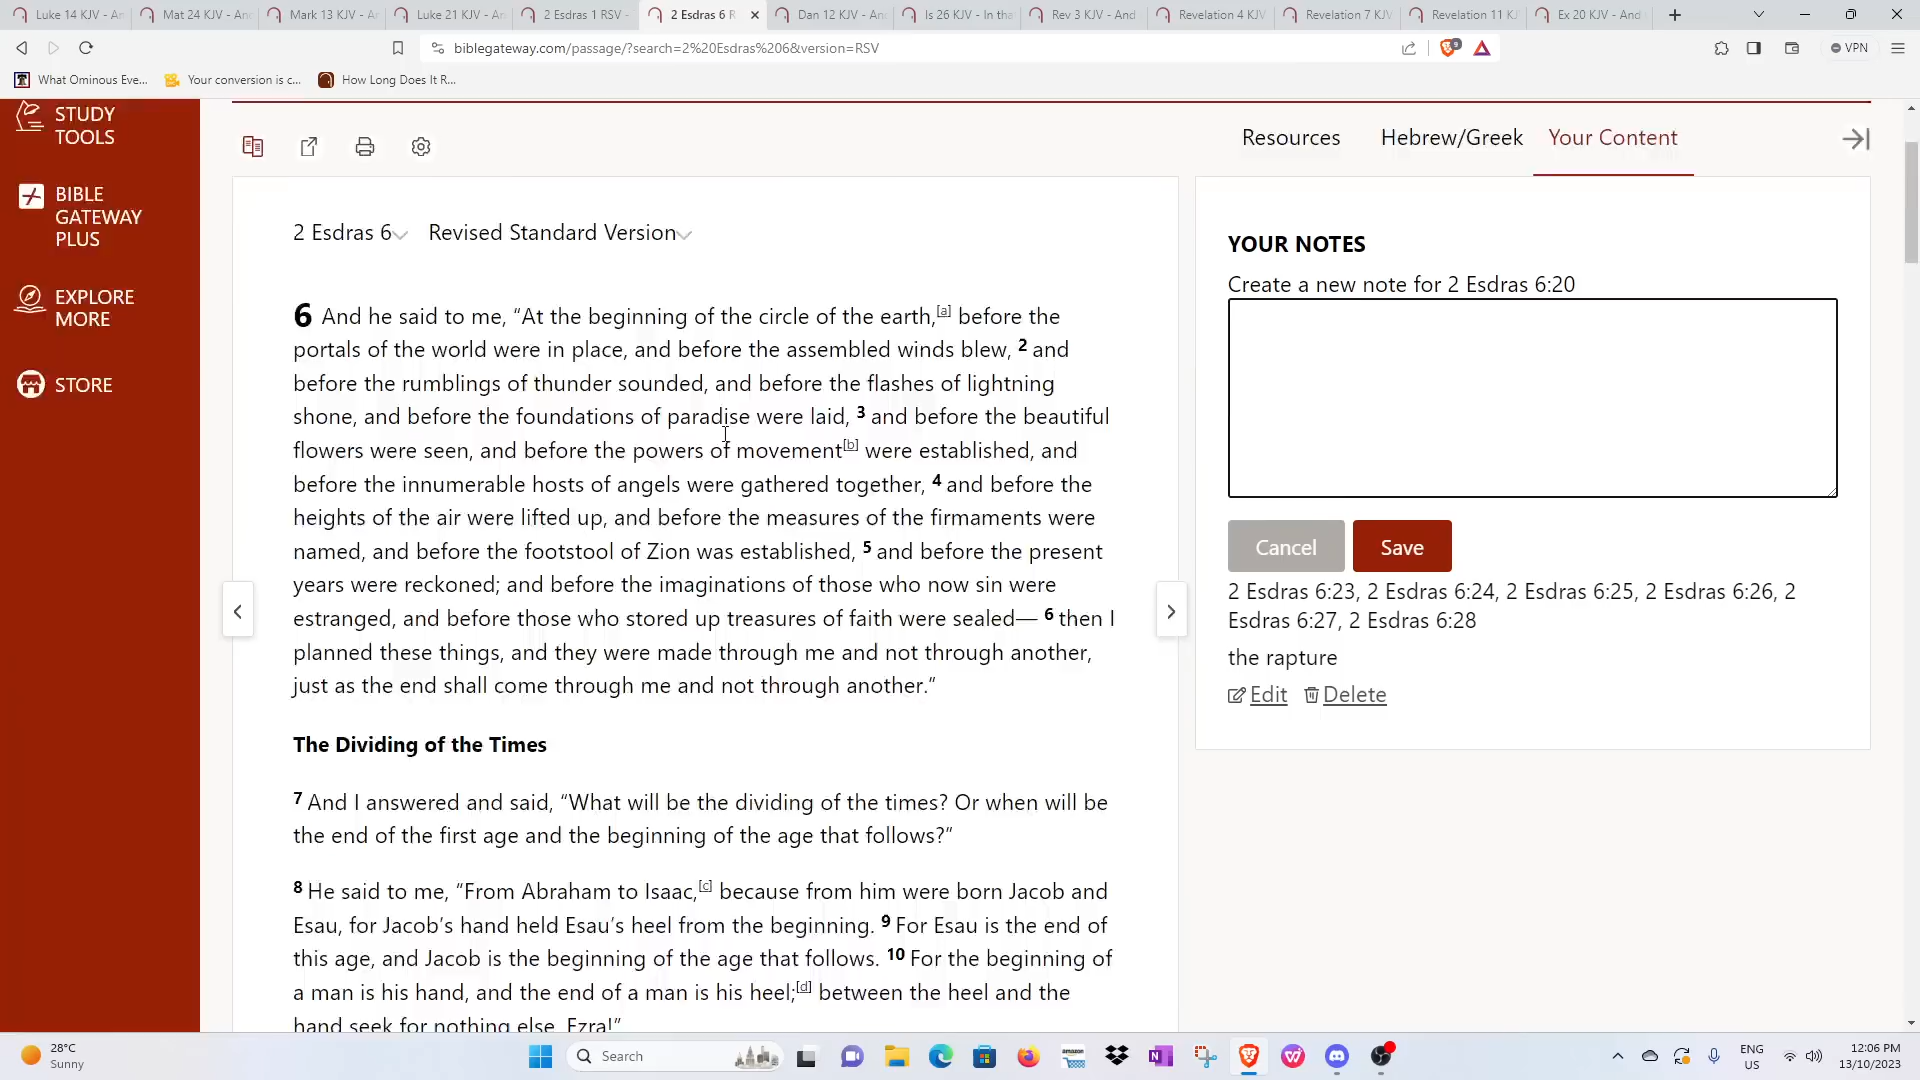 Luke 14 KJV - An
Mat 24 KJV - And
Mark 13 KJV - An
Luke 21 KJV - An
2 Esdras 1 RSV -
2 Esdras 6 R
Dan 12 KJV - And
Is 26 KJV - In tha
Rev 3 KJV - And
Revelation 4 KJV
Revelation 7 KJV
Revelation 11 KJ
Ex 20 KJV - And
biblegateway.com/passage/?search=2%20Esdras%206&version=RSV
9
VPN
What Ominous Eve...
Your conversion is c...
How Long Does It R...
STUDY
TOOLS
BIBLE
GATEWAY
PLUS
EXPLORE
MORE
STORE
Resources
Hebrew/Greek
Your Content
2 Esdras 6 Revised Standard Version
6 And he said to me, “At the beginning of the circle of the earth,[a] before the
portals of the world were in place, and before the assembled winds blew, 2 and
before the rumblings of thunder sounded, and before the flashes of lightning
shone, and before the foundations of paradise were laid, 3 and before the beautiful
flowers were seen, and before the powers of movement[b] were established, and
before the innumerable hosts of angels were gathered together, 4 and before the
heights of the air were lifted up, and before the measures of the firmaments were
named, and before the footstool of Zion was established, 5 and before the present
years were reckoned; and before the imaginations of those who now sin were
estranged, and before those who stored up treasures of faith were sealed— 6 then I
planned these things, and they were made through me and not through another,
just as the end shall come through me and not through another.”
The Dividing of the Times
7 And I answered and said, “What will be the dividing of the times? Or when will be
the end of the first age and the beginning of the age that follows?”
8 He said to me, “From Abraham to Isaac,[c] because from him were born Jacob and
Esau, for Jacob’s hand held Esau’s heel from the beginning. 9 For Esau is the end of
this age, and Jacob is the beginning of the age that follows. 10 For the beginning of
a man is his hand, and the end of a man is his heel;[d] between the heel and the
hand seek for nothing else, Ezra!”
YOUR NOTES
Create a new note for 2 Esdras 6:20
Cancel
Save
2 Esdras 6:23, 2 Esdras 6:24, 2 Esdras 6:25, 2 Esdras 6:26, 2
Esdras 6:27, 2 Esdras 6:28
the rapture
Edit Delete
28°C
Sunny
Search
amazon
ENG
US
12:06 PM
13/10/2023